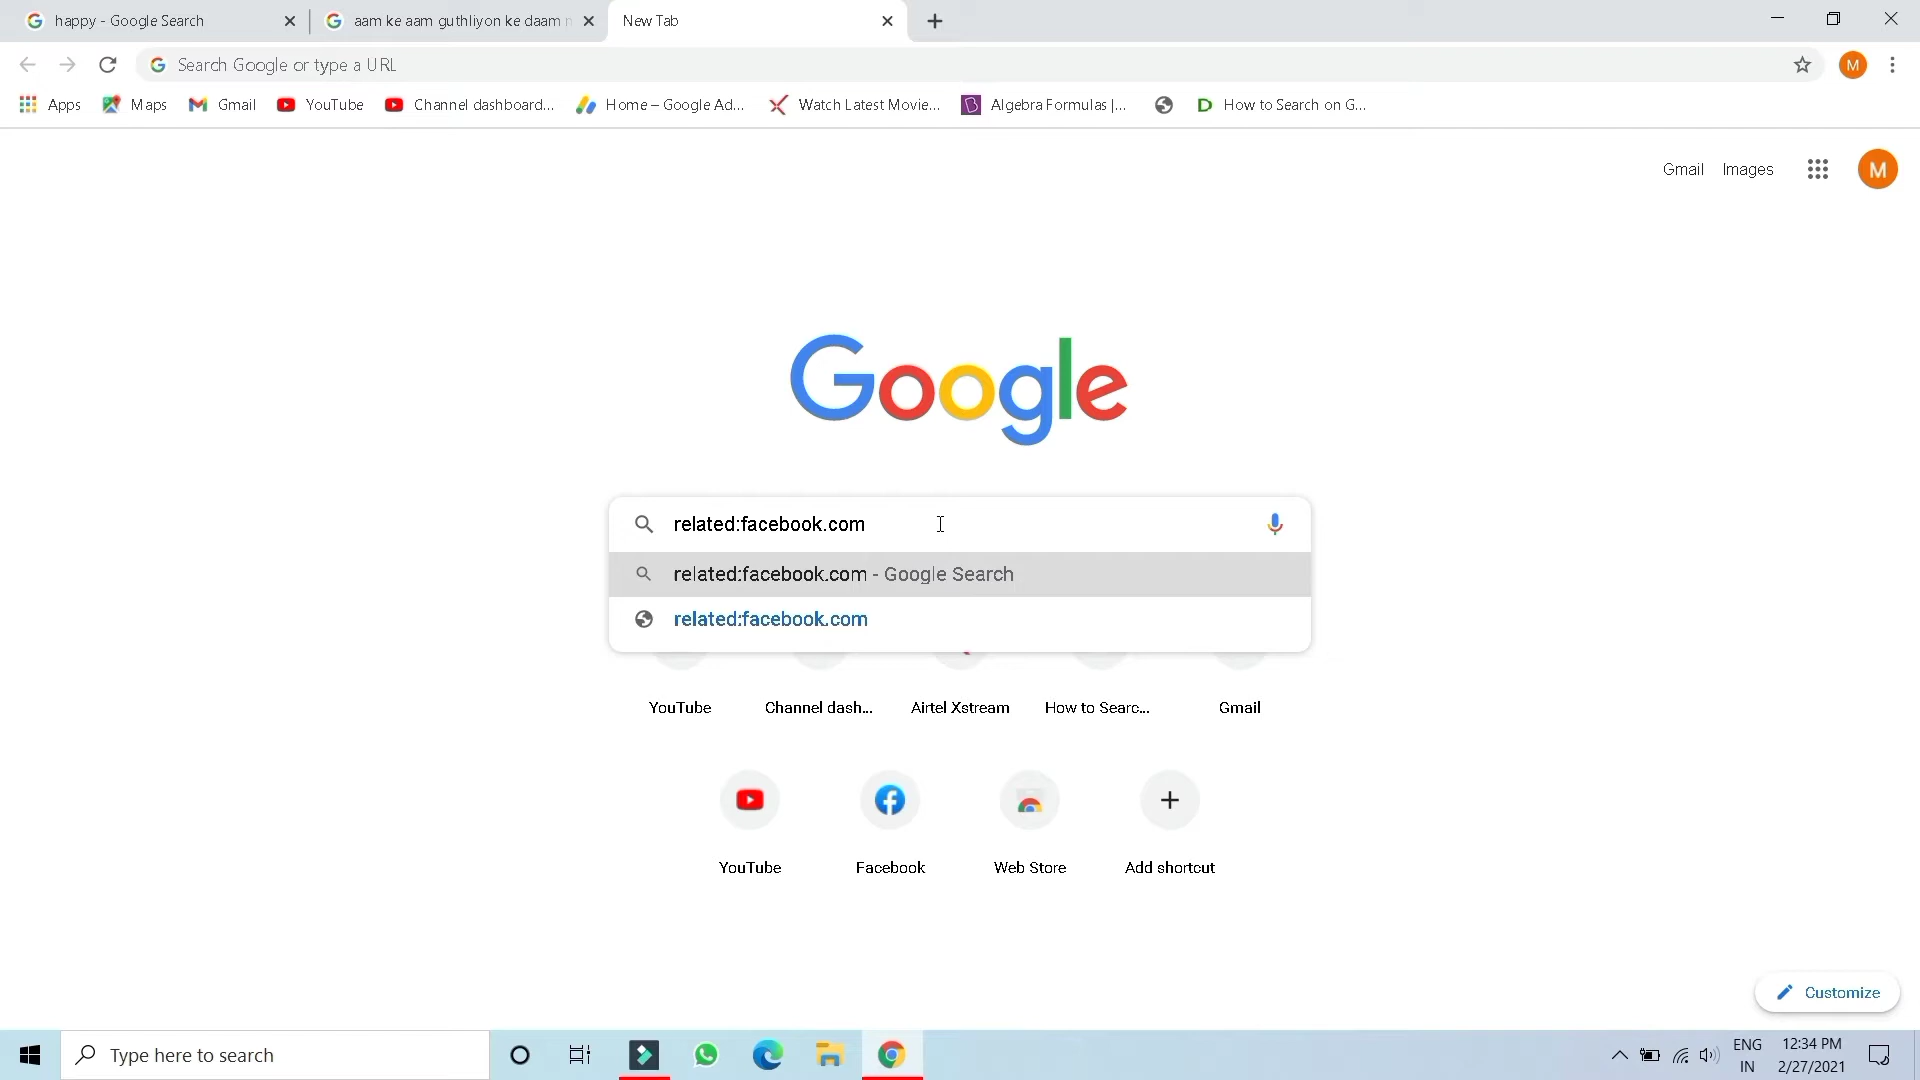 happy - Google Search
aam ke aam guthliyon ke daam
New Tab
Search Google or type a URL
M
Apps
Maps
Gmail
YouTube
Channel dashboard...
Home – Google Ad...
Watch Latest Movie...
Algebra Formulas |...
How to Search on G...
Gmail
Images
M
Google
related:facebook.com
related:facebook.com - Google Search
related:facebook.com
YouTube
Channel dash...
Airtel Xstream
How to Searc...
Gmail
YouTube
Facebook
Web Store
Add shortcut
Customize
Type here to search
ENG
IN
12:34 PM
2/27/2021